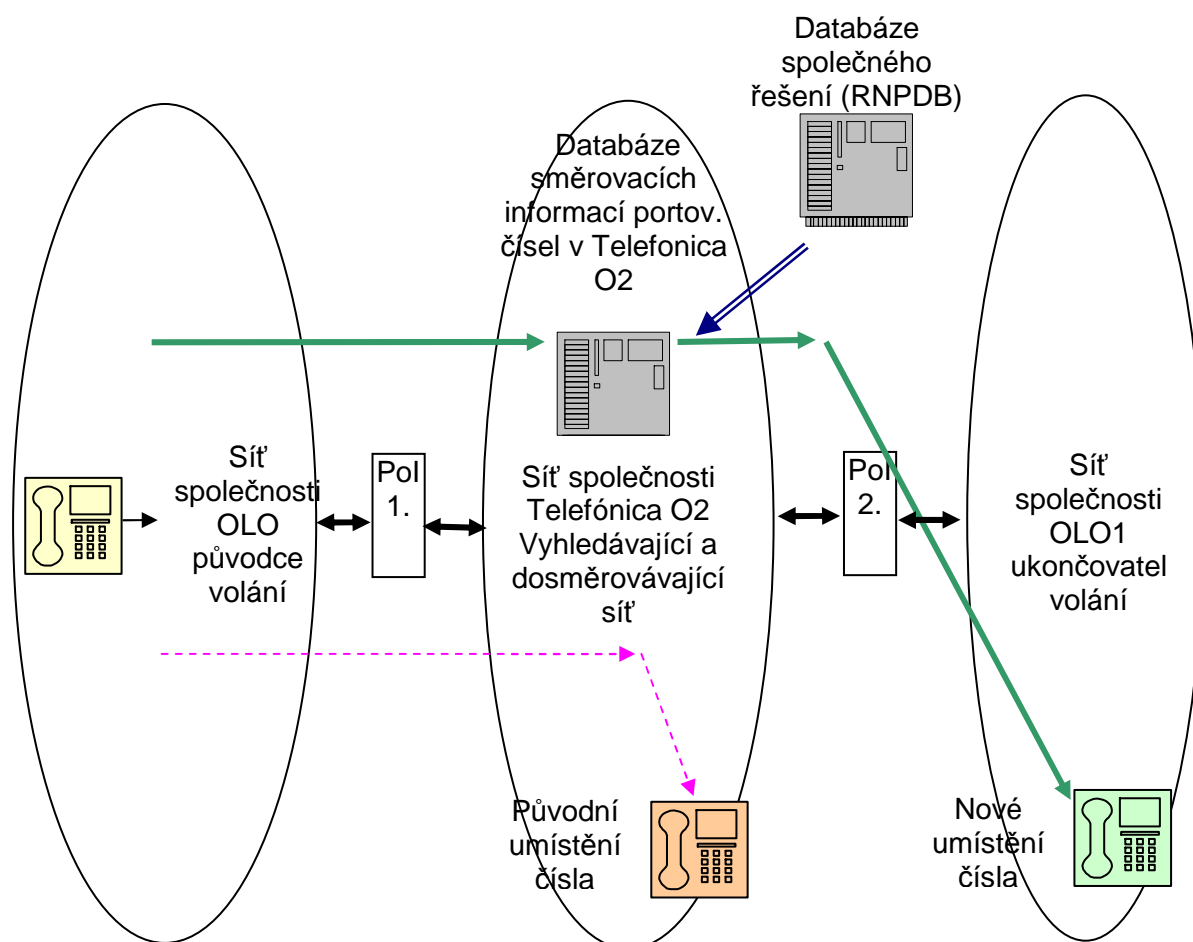 Databáze
společného
řešení (RNPDB)
Databáze
směrovacích
informací portov.
čísel v Telefonica
O2
Síť
společnosti
OLO
původce
volání
PoI
1.
Síť společnosti
Telefónica O2
Vyhledávající a
dosměrovávající
síť
PoI
2.
Síť
společnosti
OLO1
ukončovatel
volání
Původní
umístění
čísla
Nové
umístění
čísla